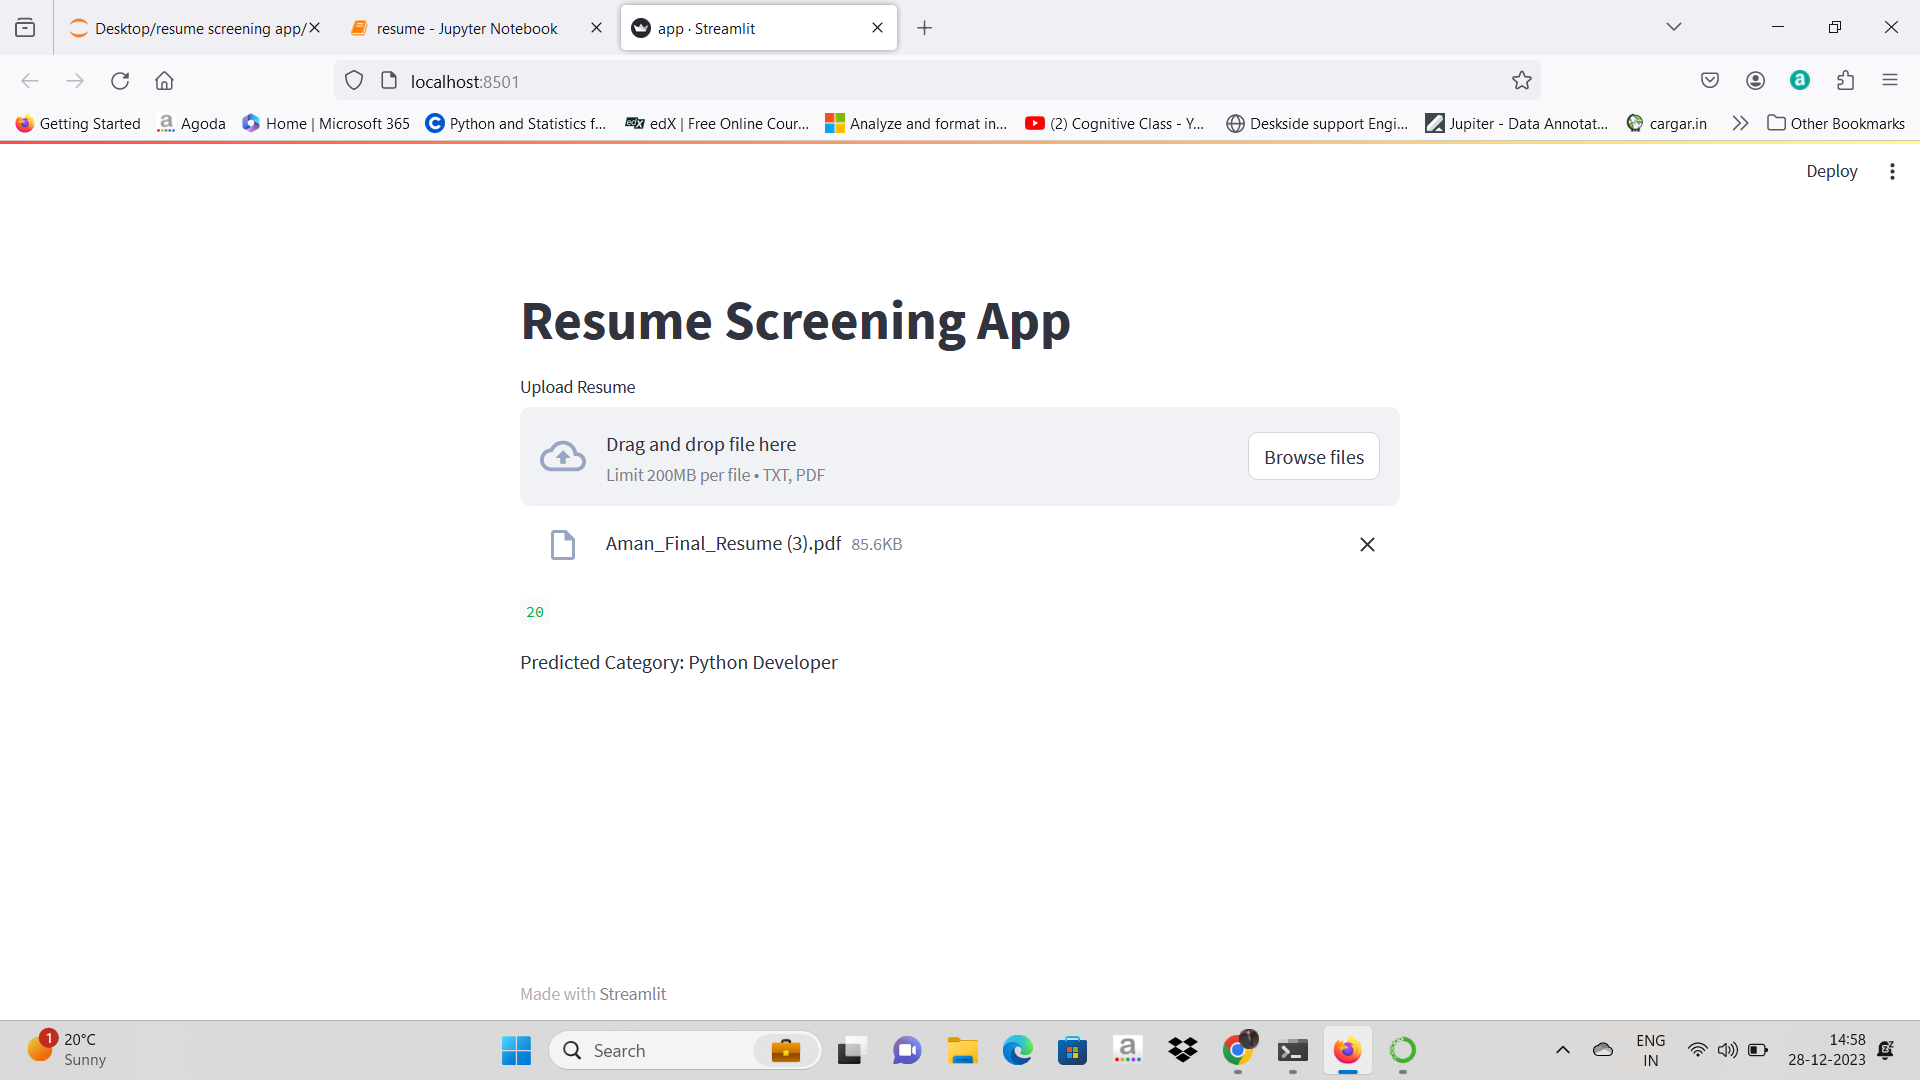 Desktop/resume screening app/
resume - Jupyter Notebook
app · Streamlit
localhost:8501
Getting Started
Agoda
Home | Microsoft 365
Python and Statistics f...
edX
edX | Free Online Cour...
Analyze and format in...
(2) Cognitive Class - Y...
Deskside support Engi...
Jupiter - Data Annotat...
cargar.in
Other Bookmarks
Deploy
Resume Screening App
Upload Resume
Drag and drop file here
Limit 200MB per file • TXT, PDF
Browse files
Aman_Final_Resume (3).pdf 85.6KB
20
Predicted Category: Python Developer
Made with Streamlit
1
20°C
Sunny
Search
ENG
IN
14:58
28-12-2023